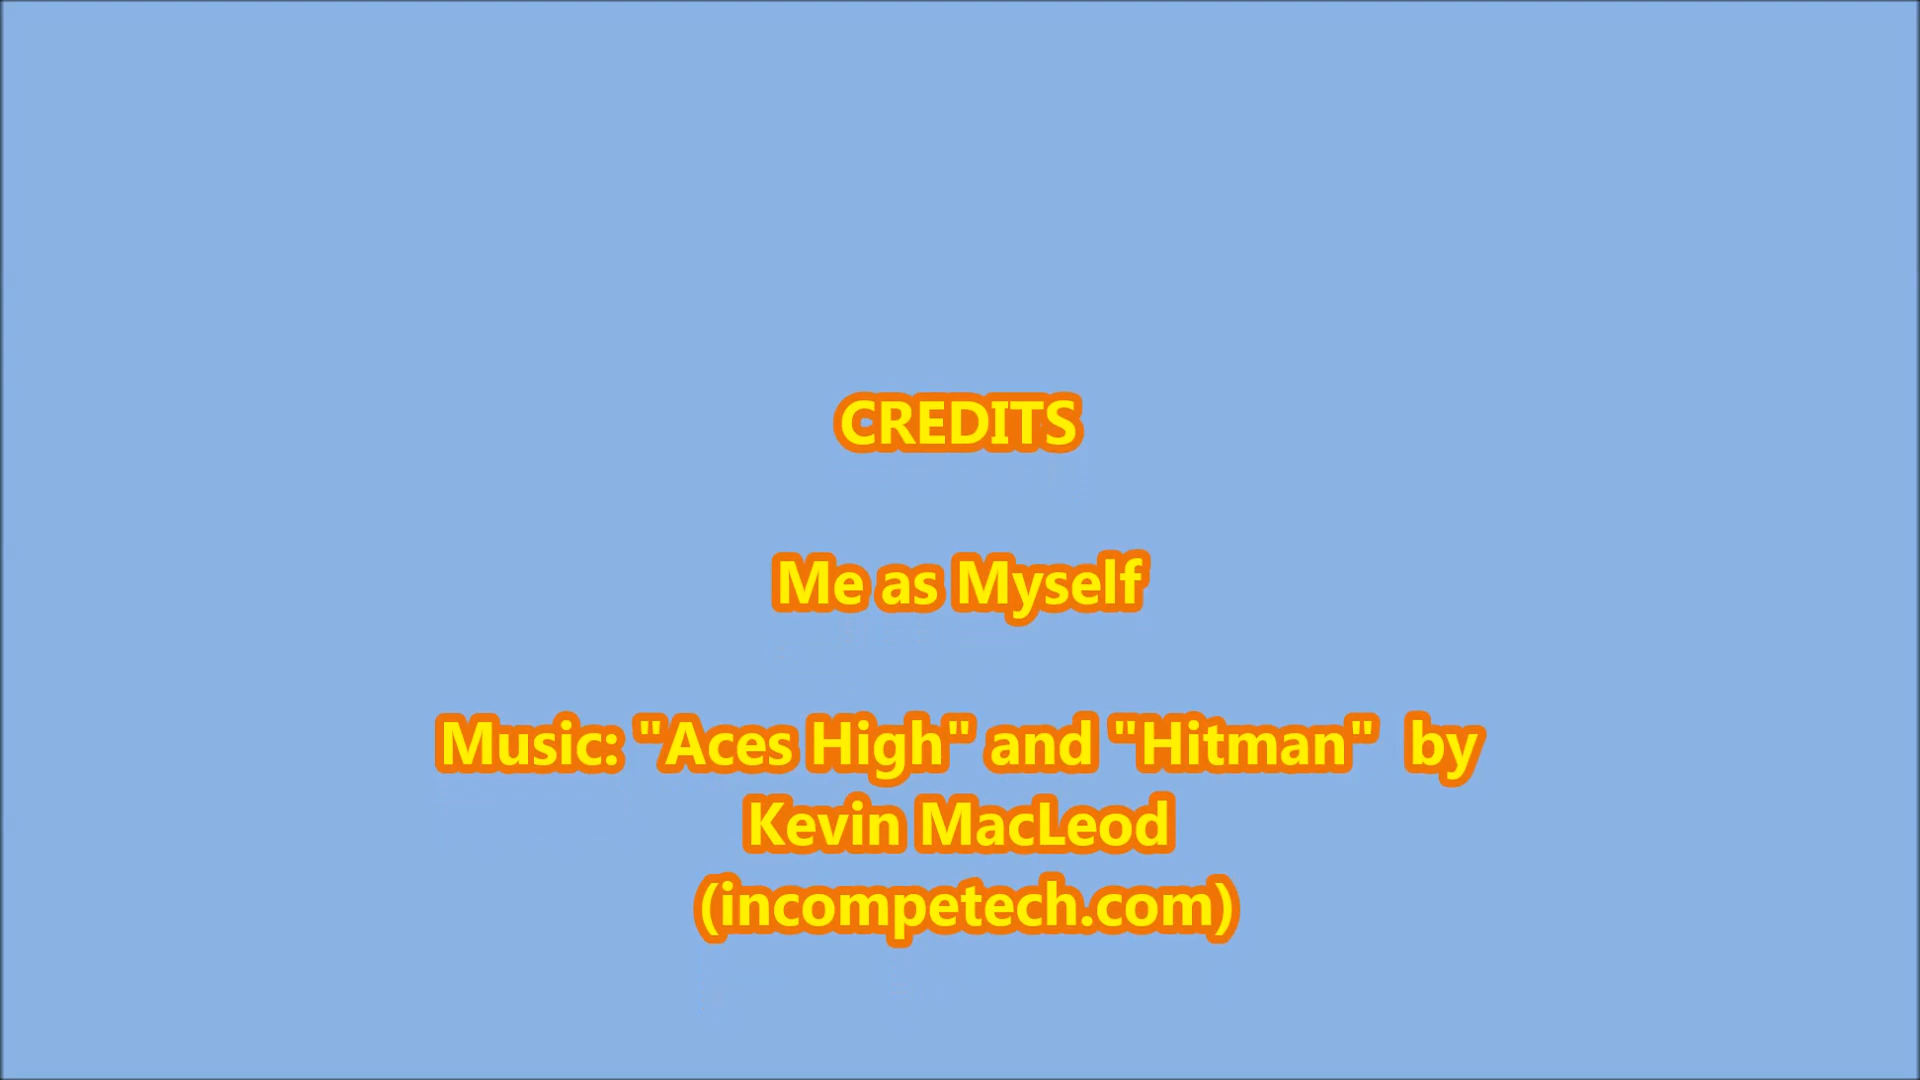 CREDITS
Me as Myself
Music: "Aces High" and "Hitman"  by
Kevin MacLeod
(incompetech.com)